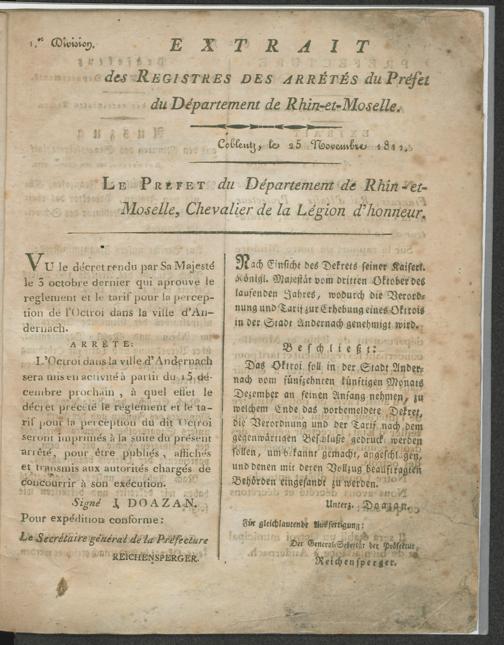 1.re Division.
EXTRAIT
des REGISTRES DES ARRÊTÉS du Préfet
du Département de Rhin-et-Moselle.
Coblentz, le 25 Novembre 1811.
LE PRÉFET du Département de Rhin-et-
Moselle, Chevalier de la Légion d'honneur.
VU le décret rendu par Sa Majesté
le 3 octobre dernier qui aprouve le
reglement et le tarif pour la percep-
tion de l'Octroi dans la ville d'An-
dernach.
ARRÊTE:
L'Octroi dans la ville d'Andernach
sera mis en activité à partir du 15 dé-
cembre prochain, à quel effet le
décret précité le réglement et le ta-
rif pour la perception du dit Octroi
seront imprimés à la suite du présent
arrêté, pour être publiés, affichés
et transmis aux autorités chargés de
concourir à son exécution.
Signé J. DOAZAN.
Pour expédition conforme:
Le Secrétaire général de la Préfecture
REICHENSPERGER.
Nach Einsicht des Dekrets seiner Kaiserl.
Königl. Majestät vom dritten Oktober des
laufenden Jahres, wodurch die Verord-
nung und Tarif zur Erhebung eines Oktrois
in der Stadt Andernach genehmigt wird.
Beschließt:
Das Oktroi soll in der Stadt Ander-
nach vom fünfzehnten künftigen Monats
Dezember an seinen Anfang nehmen, zu
welchem Ende das vorbemeldete Dekret,
die Verordnung und der Tarif nach dem
gegenwärtigen Beschluße gedruckt werden
sollen, um bekannt gemacht, angeschlagen,
und denen mit deren Vollzug beauftragten
Behörden eingesandt zu werden.
Unterz. Doazan.
Für gleichlautende Ausfertigung:
Der General-Sekretär der Präfektur,
Reichensperger.